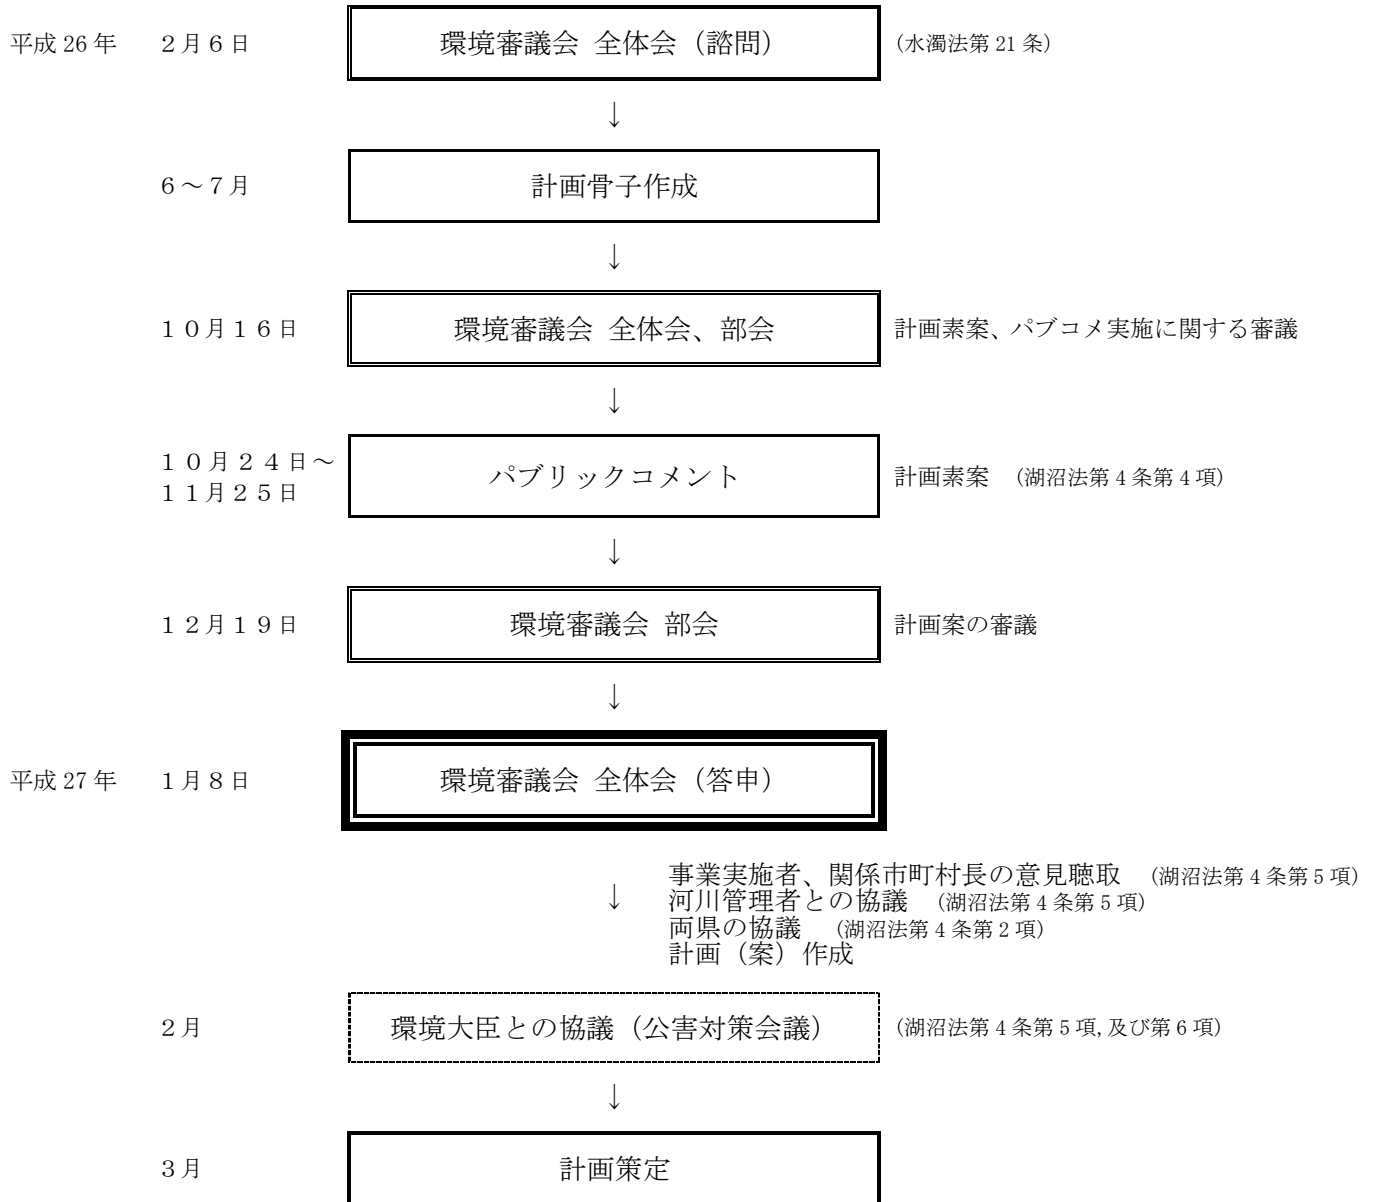 平成 26 年 ２月６日 環境審議会 全体会（諮問） （水濁法第 21 条）
↓
６～７月 計画骨子作成
↓
１０月１６日 環境審議会 全体会、部会 計画素案、パブコメ実施に関する審議
↓
１０月２４日～
１１月２５日 パブリックコメント 計画素案 （湖沼法第４条第４項）
↓
１２月１９日 環境審議会 部会 計画案の審議
↓
平成 27 年 １月８日 環境審議会 全体会（答申）
↓
事業実施者、関係市町村長の意見聴取 （湖沼法第４条第５項）
河川管理者との協議 （湖沼法第４条第５項）
両県の協議 （湖沼法第４条第２項）
計画（案）作成
２月 環境大臣との協議（公害対策会議） （湖沼法第４条第５項,及び第６項）
↓
３月 計画策定